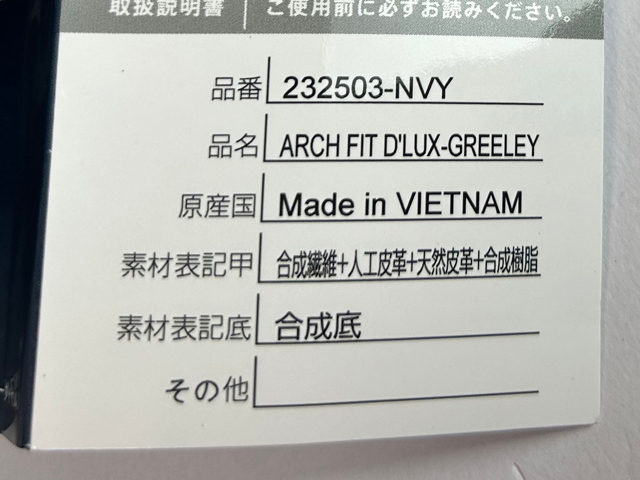 取扱説明書 ご使用前に必ずお読みください。
品番 232503-NVY
品名 ARCH FIT D'LUX-GREELEY
原産国 Made in VIETNAM
素材表記甲 合成繊維+人工皮革+天然皮革+合成樹脂
素材表記底 合成底
その他